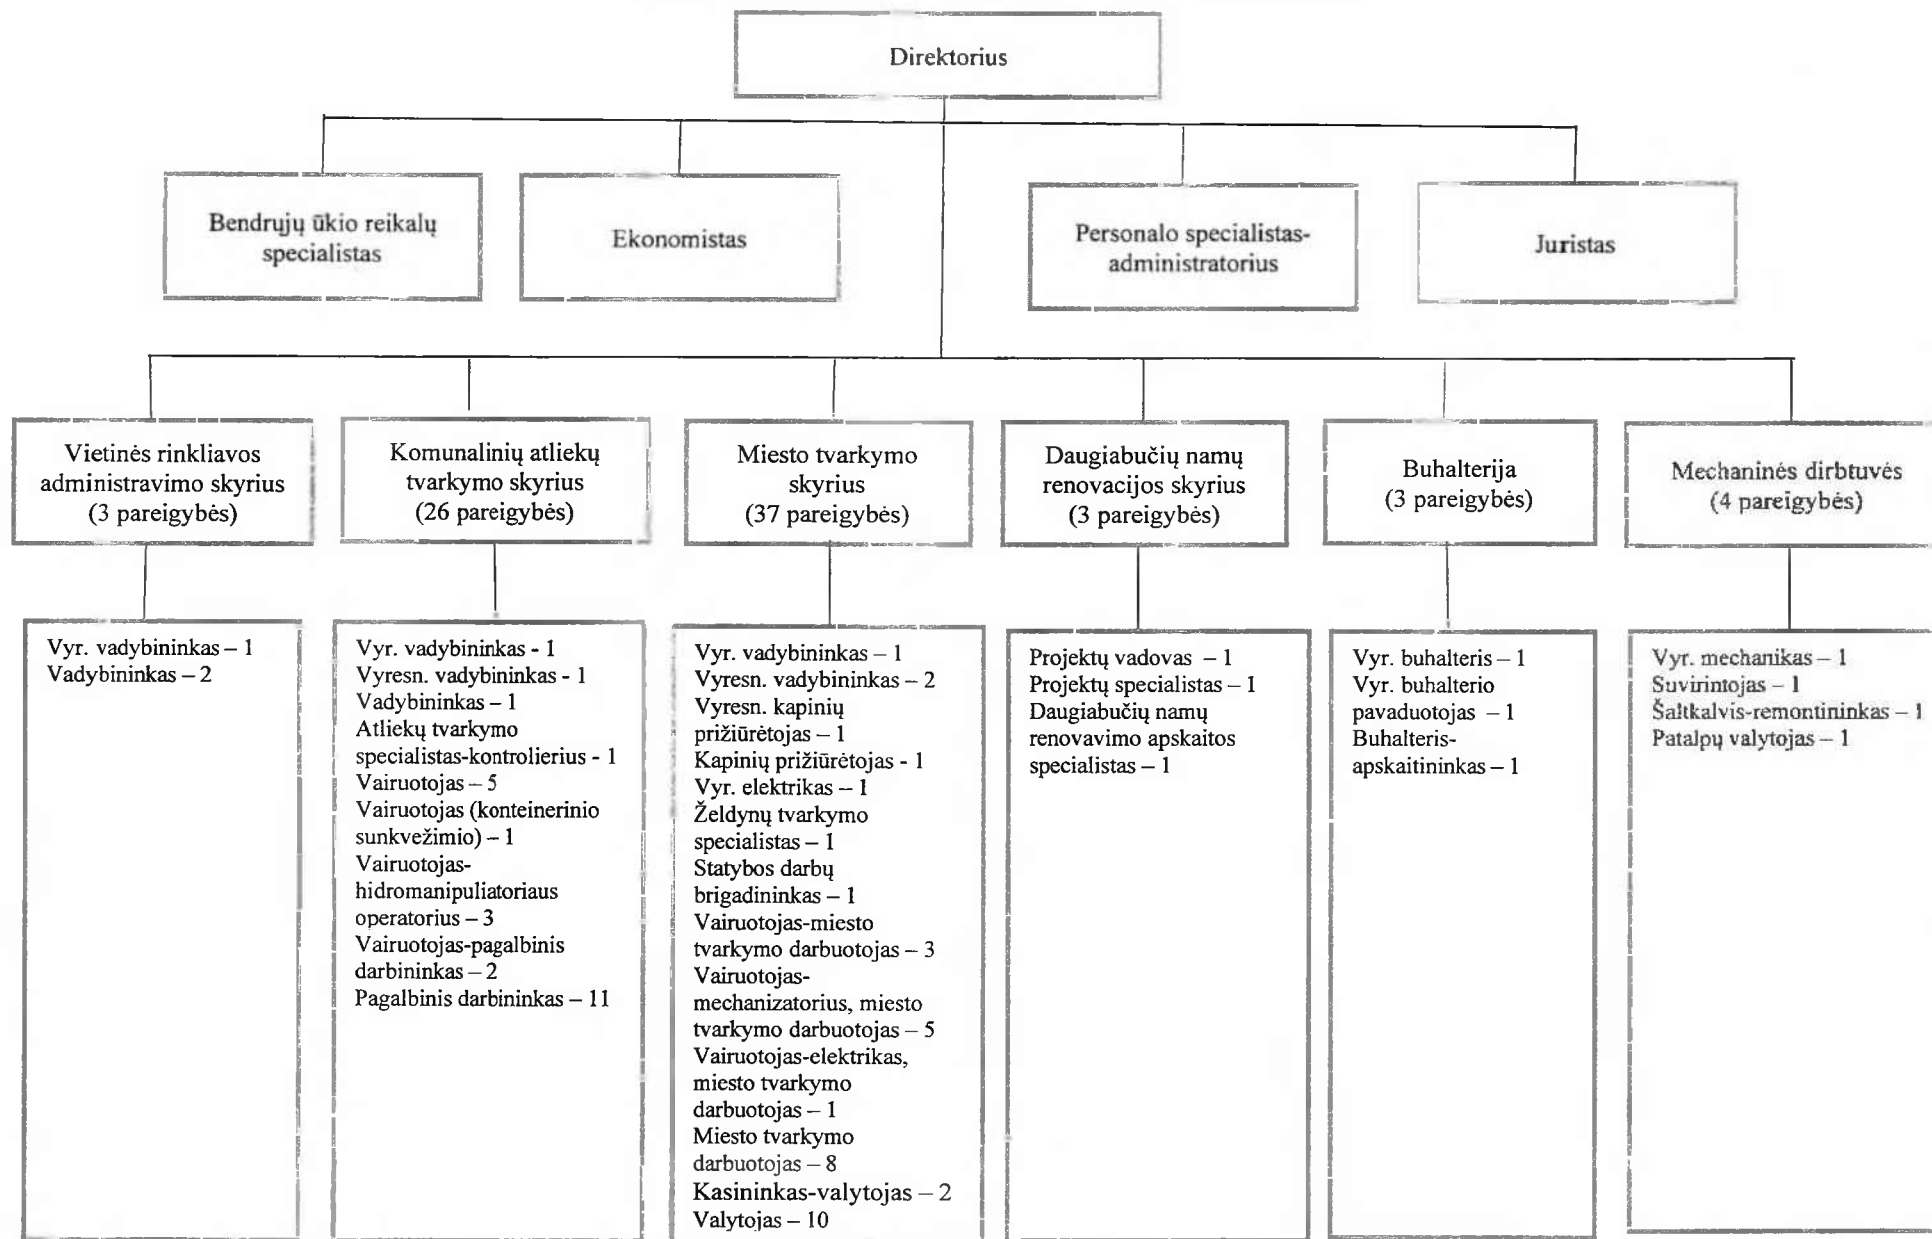 Direktorius
Bendrųjų ūkio reikalų
specialistas
Ekonomistas
Personalo specialistas-
administratorius
Juristas
Vietinės rinkliavos
administravimo skyrius
(3 pareigybės)
Komunalinių atliekų
tvarkymo skyrius
(26 pareigybės)
Miesto tvarkymo
skyrius
(37 pareigybės)
Daugiabučių namų
renovacijos skyrius
(3 pareigybės)
Buhalterija
(3 pareigybės)
Mechaninės dirbtuvės
(4 pareigybės)
Vyr. vadybininkas – 1
Vadybininkas – 2
Vyr. vadybininkas - 1
Vyresn. vadybininkas - 1
Vadybininkas – 1
Atliekų tvarkymo
specialistas-kontrolierius - 1
Vairuotojas – 5
Vairuotojas (konteinerinio
sunkvežimio) – 1
Vairuotojas-
hidromanipuliatoriaus
operatorius – 3
Vairuotojas-pagalbinis
darbininkas – 2
Pagalbinis darbininkas – 11
Vyr. vadybininkas – 1
Vyresn. vadybininkas – 2
Vyresn. kapinių
prižiūrėtojas – 1
Kapinių prižiūrėtojas - 1
Vyr. elektrikas – 1
Želdynų tvarkymo
specialistas – 1
Statybos darbų
brigadininkas – 1
Vairuotojas-miesto
tvarkymo darbuotojas – 3
Vairuotojas-
mechanizatorius, miesto
tvarkymo darbuotojas – 5
Vairuotojas-elektrikas,
miesto tvarkymo
darbuotojas – 1
Miesto tvarkymo
darbuotojas – 8
Kasininkas-valytojas – 2
Valytojas – 10
Projektų vadovas – 1
Projektų specialistas – 1
Daugiabučių namų
renovavimo apskaitos
specialistas – 1
Vyr. buhalteris – 1
Vyr. buhalterio
pavaduotojas – 1
Buhalteris-
apskaitininkas – 1
Vyr. mechanikas – 1
Suvirintojas – 1
Šaltkalvis-remontininkas – 1
Patalpų valytojas – 1